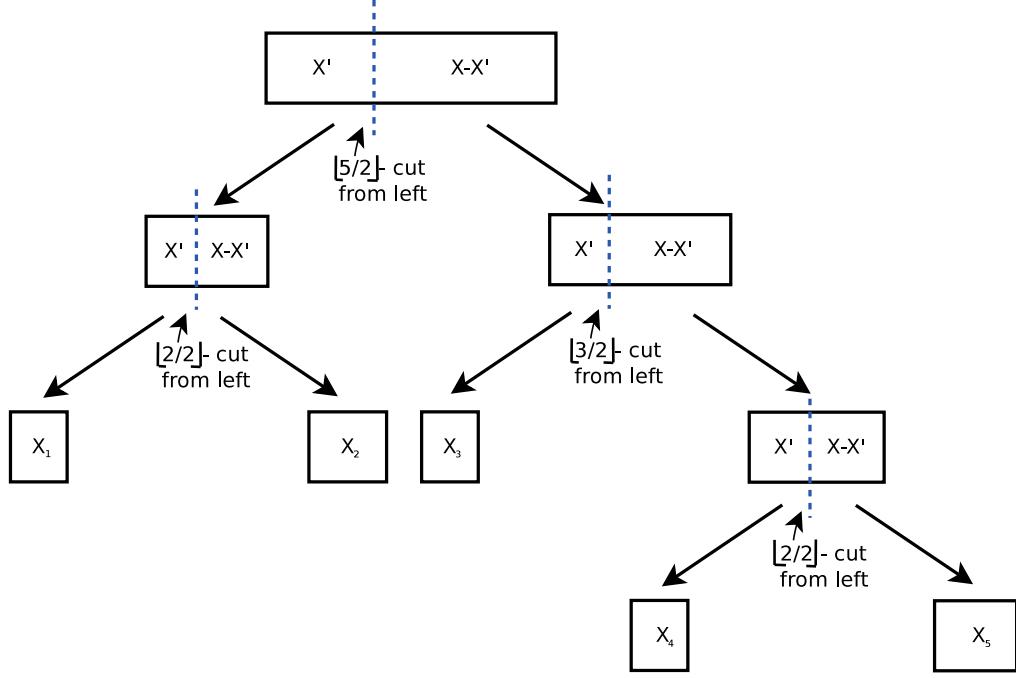 X' X-X'
⌊5/2⌋- cut
from left
X' X-X'
X' X-X'
⌊2/2⌋- cut
from left
⌊3/2⌋- cut
from left
X₁
X₂
X₃
X' X-X'
⌊2/2⌋- cut
from left
X₄
X₅